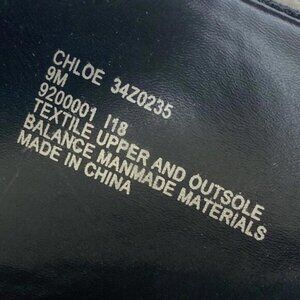 CHLOE 34Z0235
9M
9200001 I18
TEXTILE UPPER AND OUTSOLE
BALANCE MANMADE MATERIALS
MADE IN CHINA